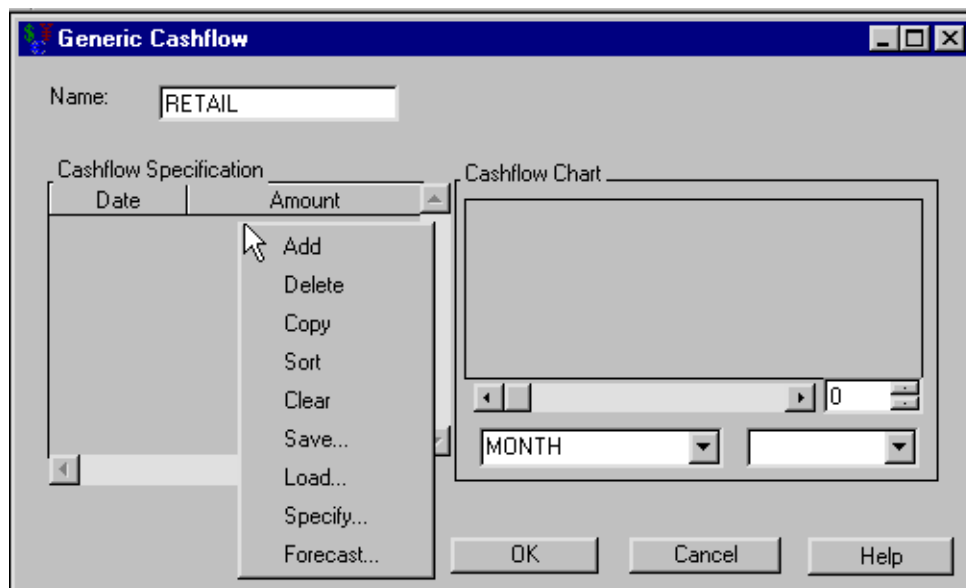 Generic Cashflow
Name: RETAIL
Cashflow Specification
Date Amount
Add
Delete
Copy
Sort
Clear
Save...
Load...
Specify...
Forecast...
Cashflow Chart
0
MONTH
OK Cancel Help